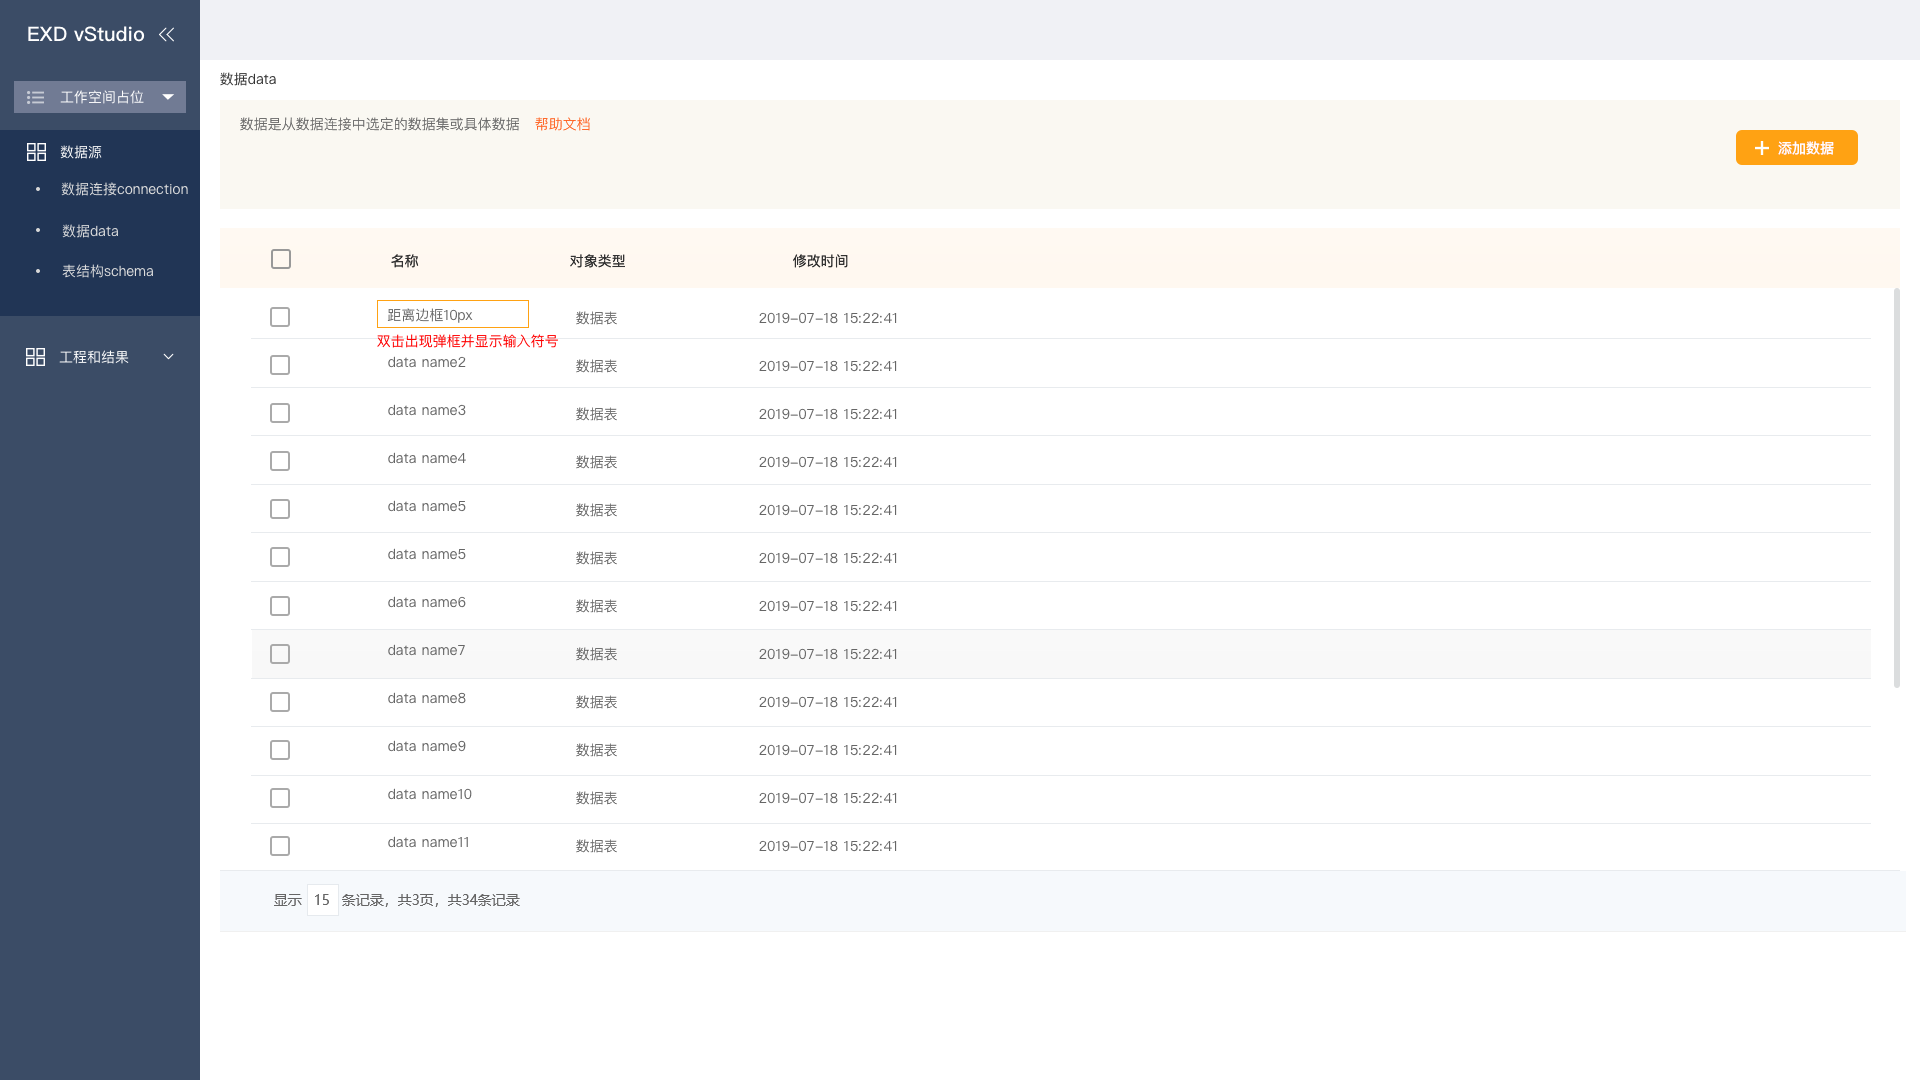 EXD vStudio
工作空间占位
数据源
数据连接connection
数据data
表结构schema
工程和结果
数据data
数据是从数据连接中选定的数据集或具体数据 帮助文档
添加数据
名称 对象类型 修改时间
距离边框10px 数据表 2019-07-18 15:22:41
双击出现弹框并显示输入符号
data name2 数据表 2019-07-18 15:22:41
data name3 数据表 2019-07-18 15:22:41
data name4 数据表 2019-07-18 15:22:41
data name5 数据表 2019-07-18 15:22:41
data name5 数据表 2019-07-18 15:22:41
data name6 数据表 2019-07-18 15:22:41
data name7 数据表 2019-07-18 15:22:41
data name8 数据表 2019-07-18 15:22:41
data name9 数据表 2019-07-18 15:22:41
data name10 数据表 2019-07-18 15:22:41
data name11 数据表 2019-07-18 15:22:41
显示 15 条记录，共3页，共34条记录